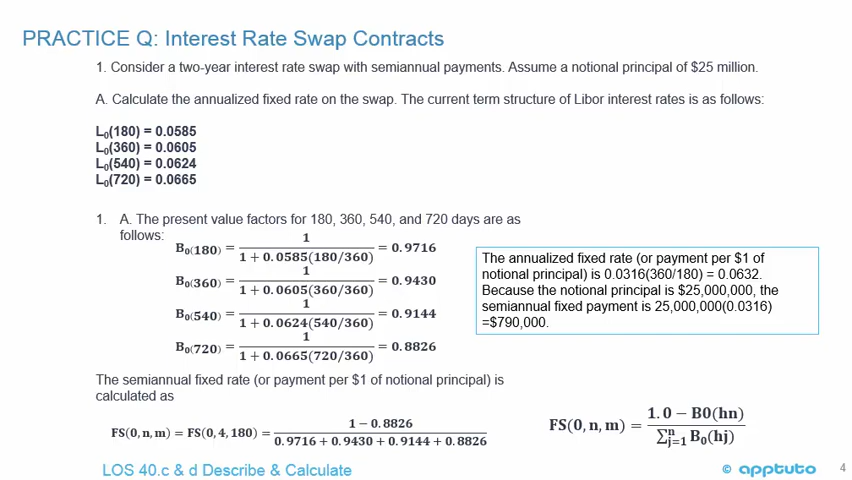 PRACTICE Q: Interest Rate Swap Contracts
1. Consider a two-year interest rate swap with semiannual payments. Assume a notional principal of $25 million.
A. Calculate the annualized fixed rate on the swap. The current term structure of Libor interest rates is as follows:
L₀(180) = 0.0585
L₀(360) = 0.0605
L₀(540) = 0.0624
L₀(720) = 0.0665
1. A. The present value factors for 180, 360, 540, and 720 days are as
follows:
B₀(180) = 1 / 1 + 0.0585(180/360) = 0.9716
B₀(360) = 1 / 1 + 0.0605(360/360) = 0.9430
B₀(540) = 1 / 1 + 0.0624(540/360) = 0.9144
B₀(720) = 1 / 1 + 0.0665(720/360) = 0.8826
The annualized fixed rate (or payment per $1 of
notional principal) is 0.0316(360/180) = 0.0632.
Because the notional principal is $25,000,000, the
semiannual fixed payment is 25,000,000(0.0316)
=$790,000.
The semiannual fixed rate (or payment per $1 of notional principal) is
calculated as
FS(0, n, m) = FS(0, 4, 180) = 1 − 0.8826 / 0.9716 + 0.9430 + 0.9144 + 0.8826
FS(0, n, m) = 1.0 − B0(hn) / ∑ⁿⱼ₌₁ B₀(hj)
LOS 40.c & d Describe & Calculate
© apptuto
4